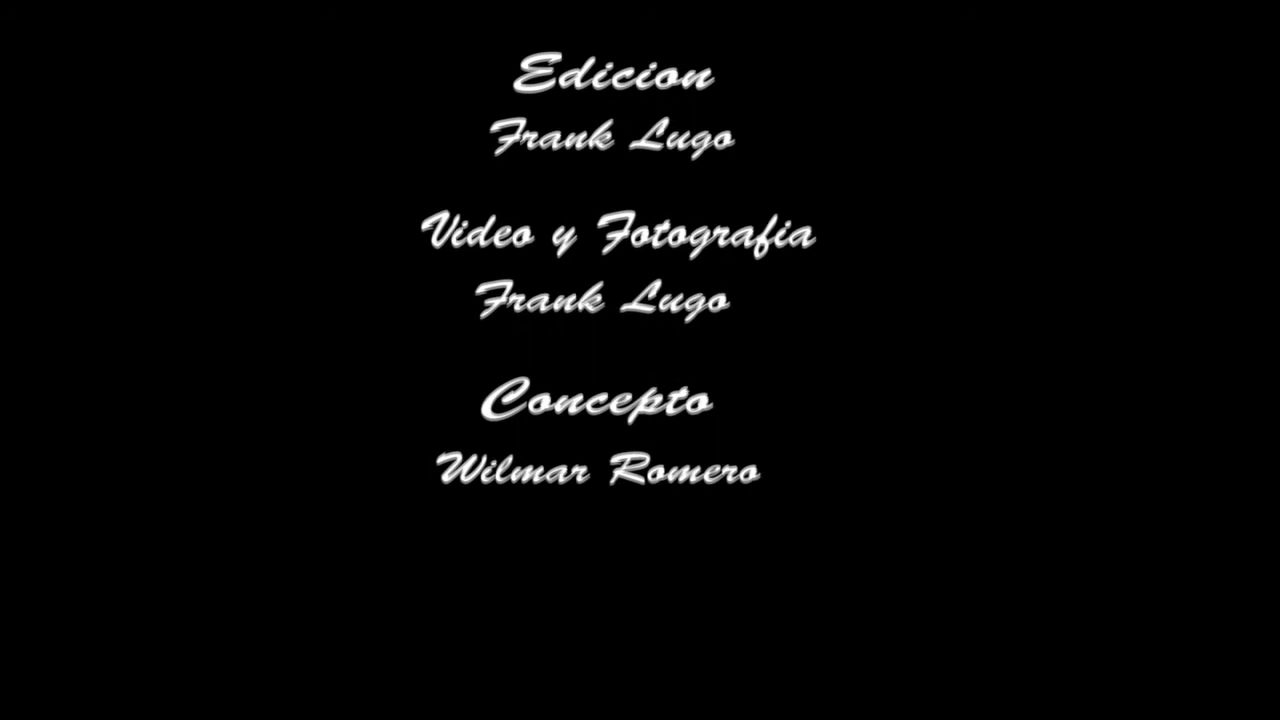 Edicion
Frank Lugo
Video y Fotografia
Frank Lugo
Concepto
Wilmar Romero